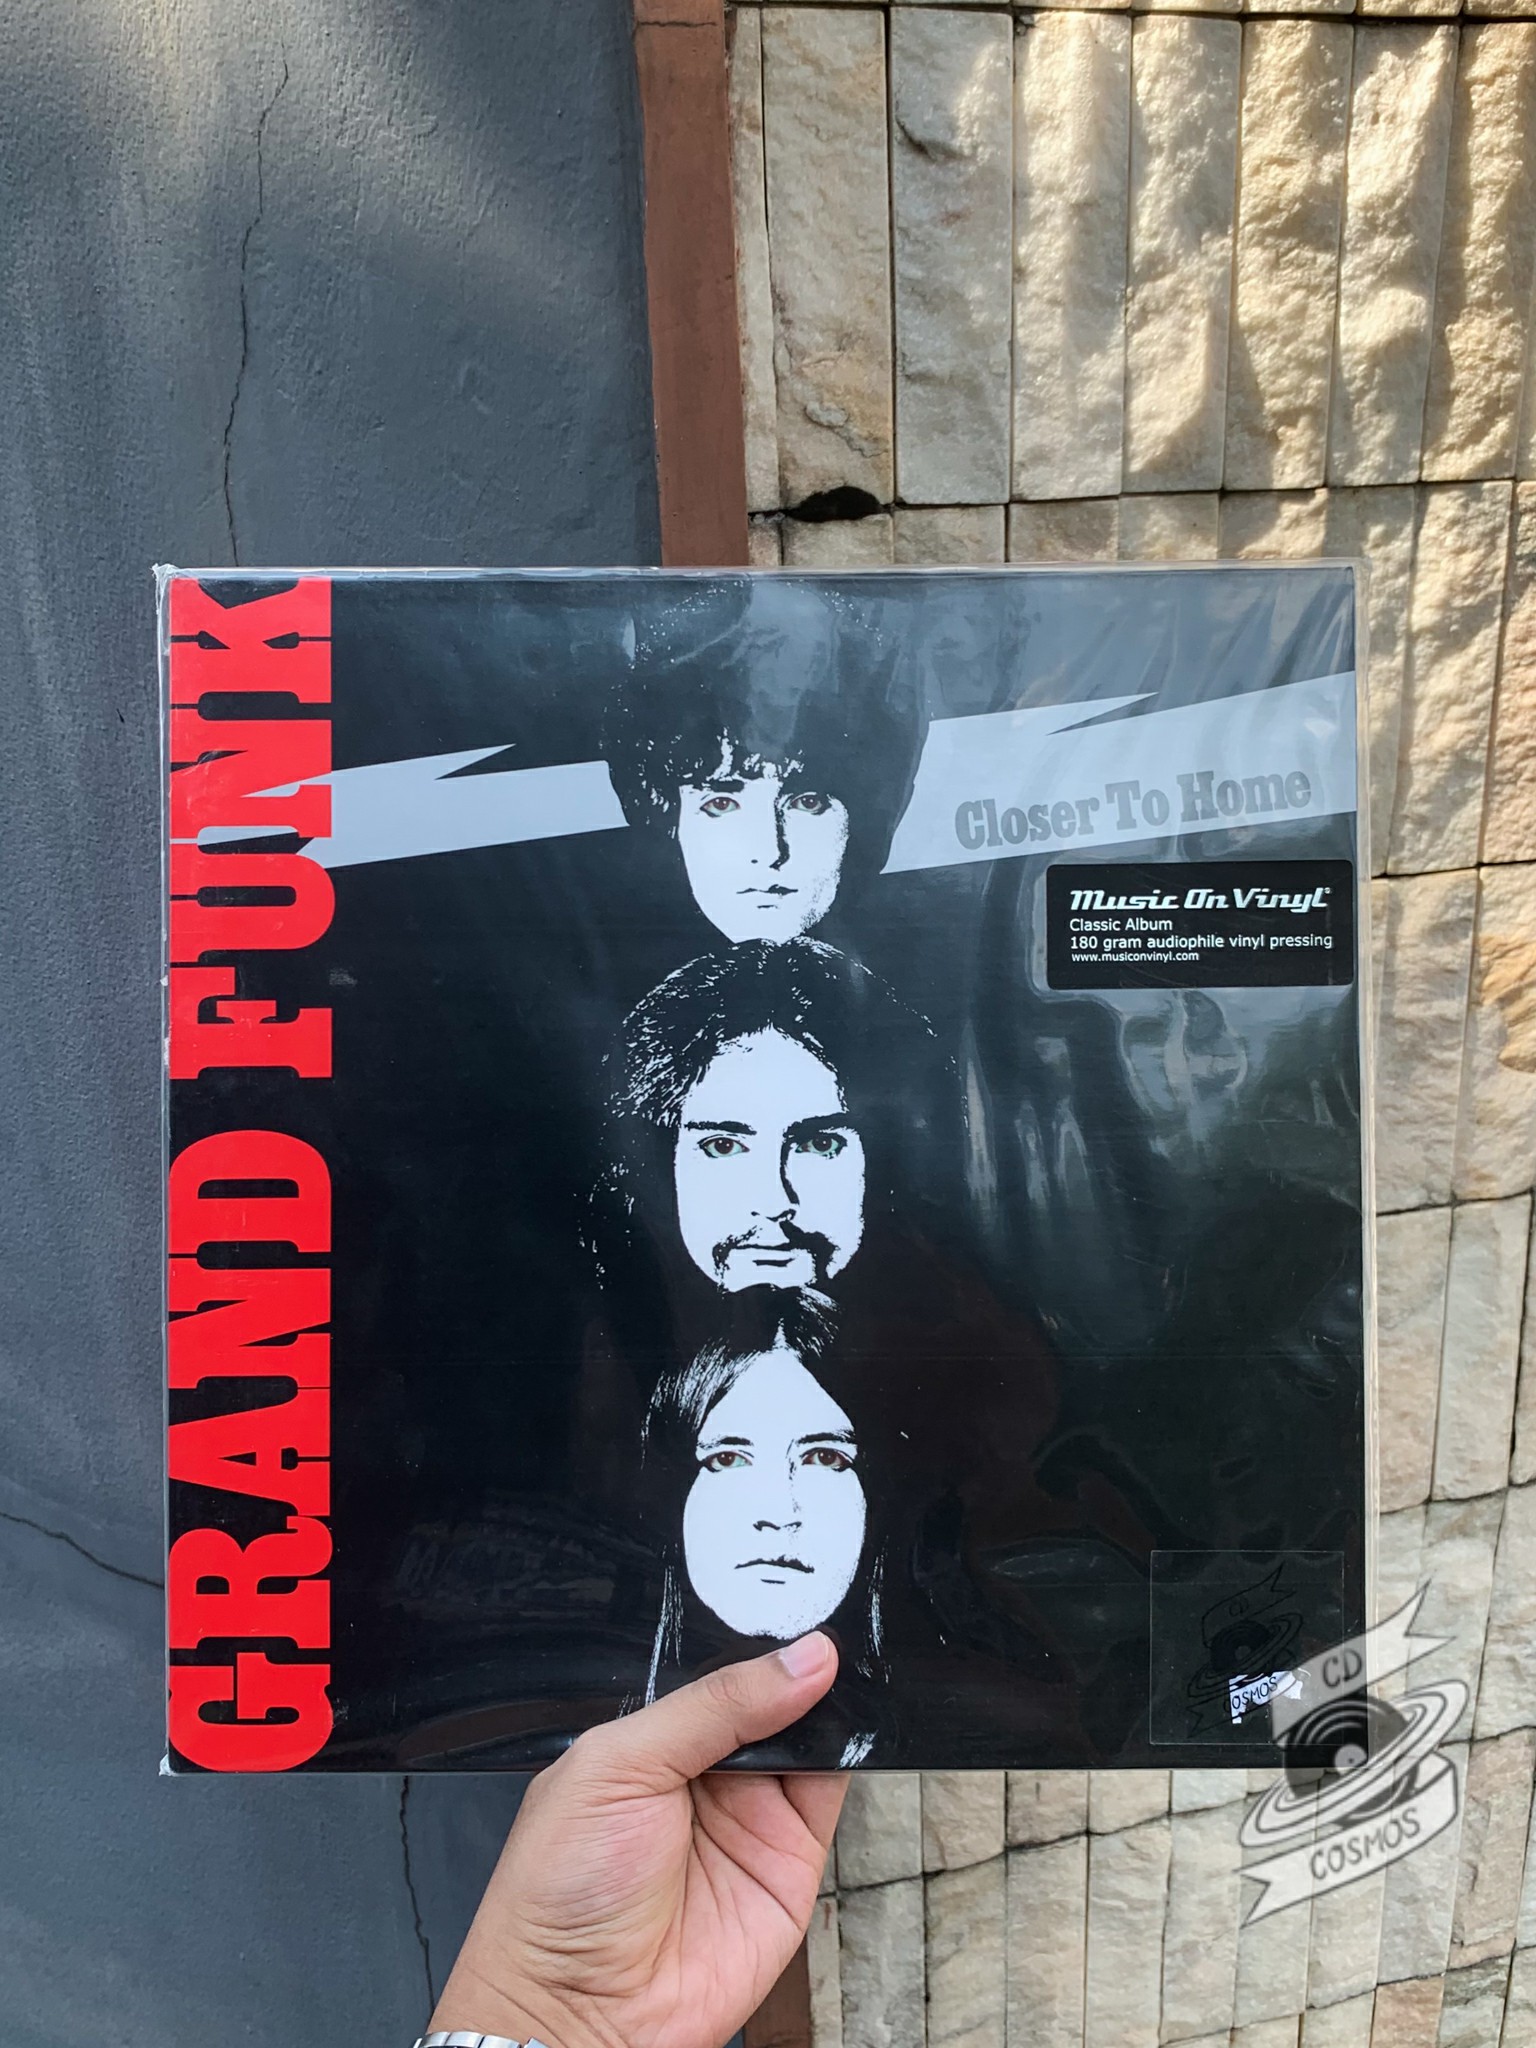 GRAND FUNK
Closer To Home
Music On Vinyl®
Classic Album
180 gram audiophile vinyl pressing
www.musiconvinyl.com
CD
COSMOS
CD
COSMOS